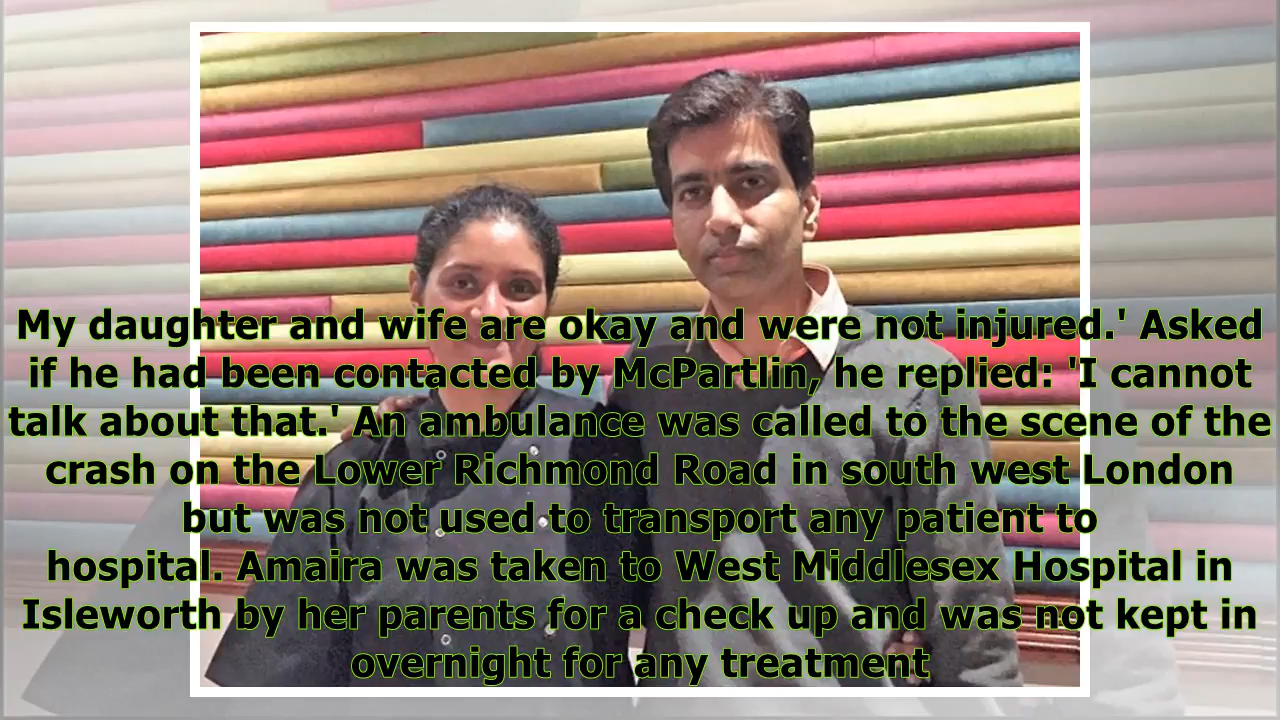 My daughter and wife are okay and were not injured.' Asked
if he had been contacted by McPartlin, he replied: 'I cannot
talk about that.' An ambulance was called to the scene of the
crash on the Lower Richmond Road in south west London
but was not used to transport any patient to
hospital. Amaira was taken to West Middlesex Hospital in
Isleworth by her parents for a check up and was not kept in
overnight for any treatment